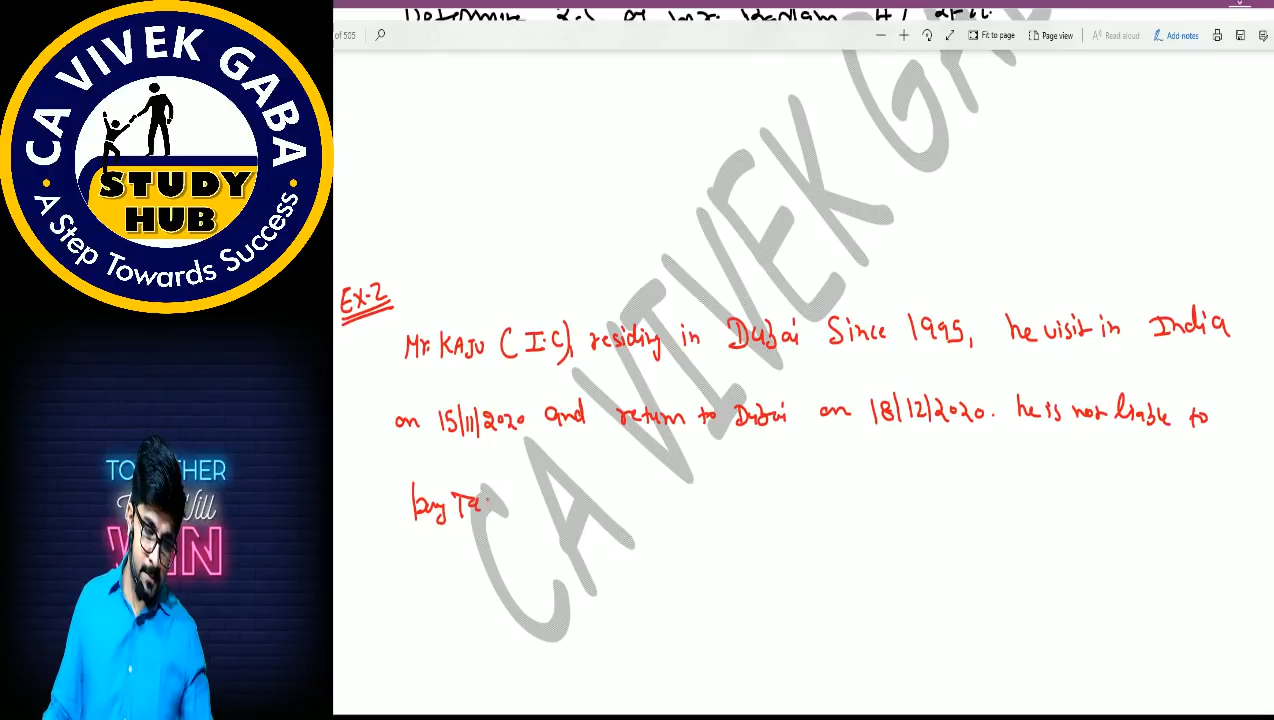 CA VIVEK GABA
STUDY
HUB
• A Step Towards Success •
of 505
Fit to page
Page view
Read aloud
Add notes
CA VIVEK GA
EX-2
Mr. KAJU (I.C), residing in Dubai Since 1995, he visit in India
on 15/11/2020 and return to Dubai on 18/12/2020. he is not liable to
pay Ta
TO HER
Will
WIN